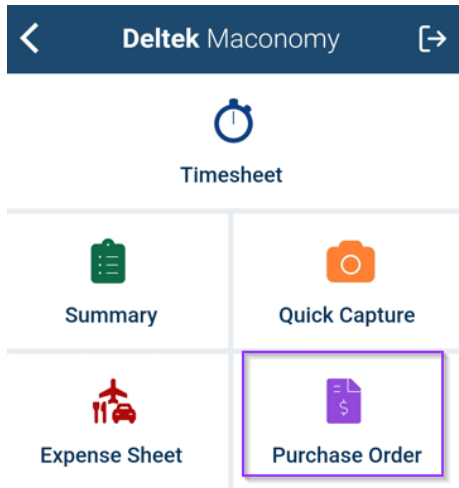 Deltek Maconomy
Timesheet
Summary
Quick Capture
$
Expense Sheet
Purchase Order